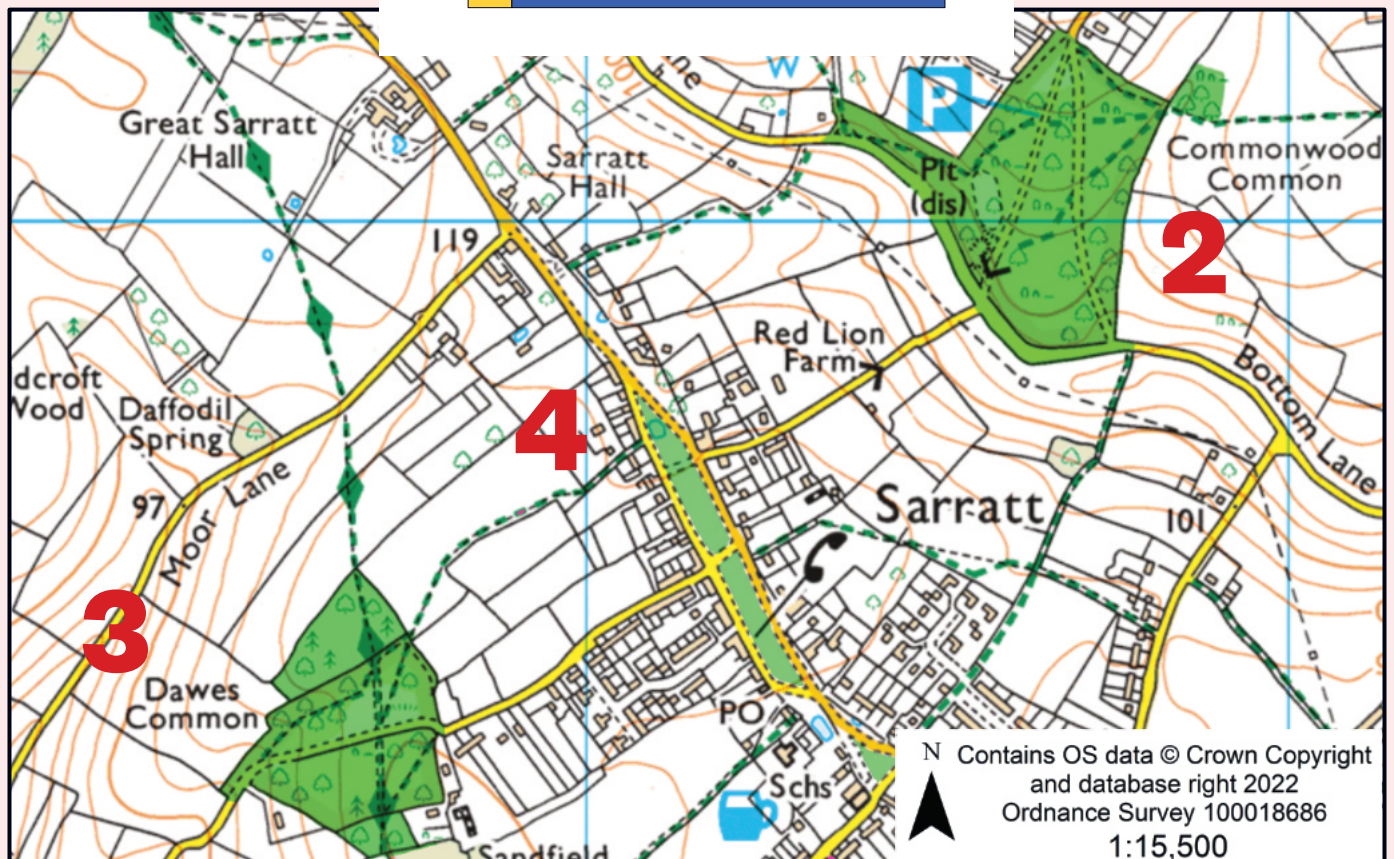 ne
W
P
Great Sarratt
Hall
Sarratt
Hall
Commonwood
Common
Pit
(dis)
119
2
Red Lion
Farm
dcroft
Wood
Daffodil
Spring
4
Bottom Lane
97
Moor Lane
Sarratt
101
3
Dawes
Common
PO
Schs
Sandfield
N
Contains OS data © Crown Copyright
and database right 2022
Ordnance Survey 100018686
1:15,500